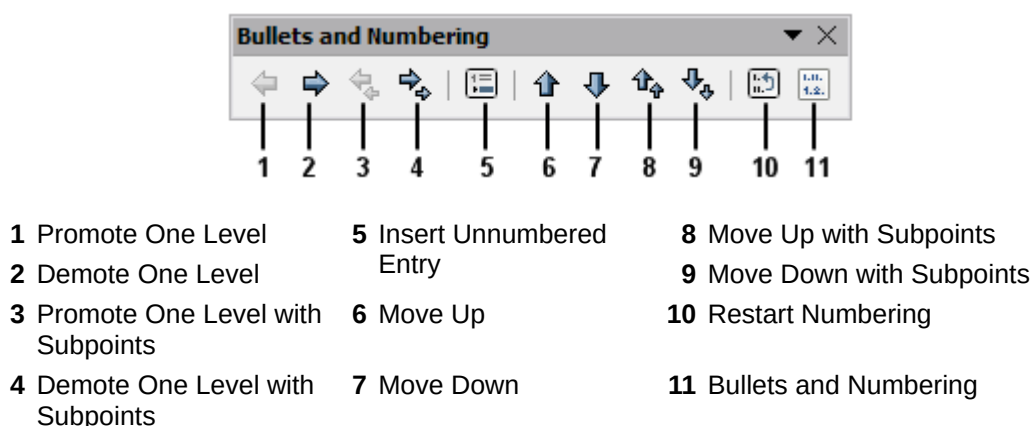 Bullets and Numbering
1 2 3 4 5 6 7 8 9 10 11
1 Promote One Level
2 Demote One Level
3 Promote One Level with
Subpoints
4 Demote One Level with
Subpoints
5 Insert Unnumbered
Entry
6 Move Up
7 Move Down
8 Move Up with Subpoints
9 Move Down with Subpoints
10 Restart Numbering
11 Bullets and Numbering